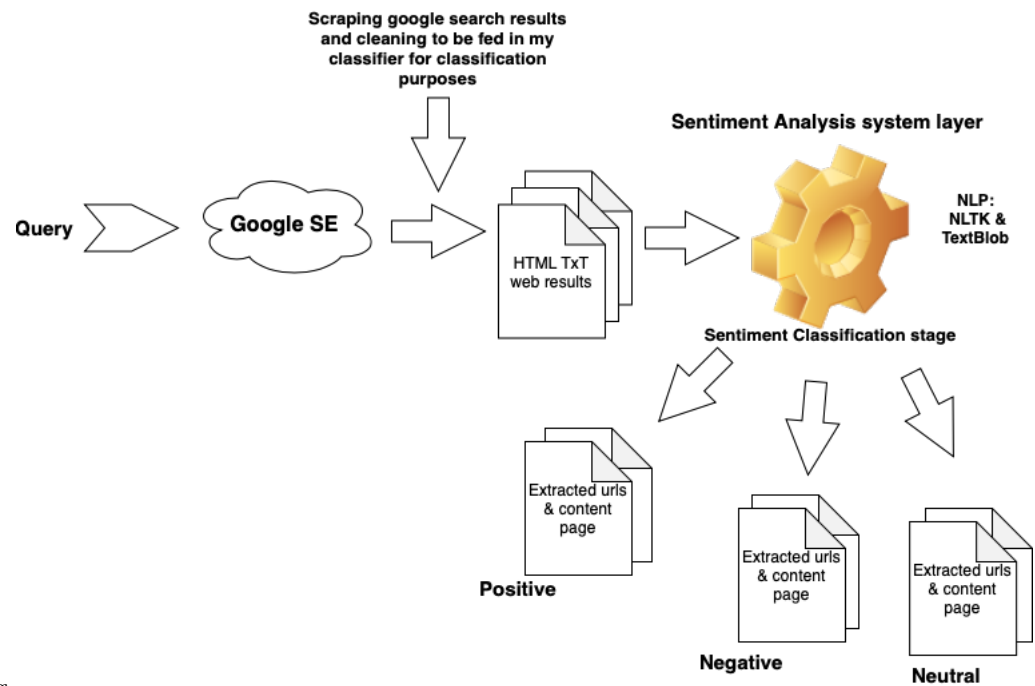 Scraping google search results
and cleaning to be fed in my
classifier for classification
purposes
Sentiment Analysis system layer
Query
Google SE
HTML TxT
web results
NLP:
NLTK &
TextBlob
Sentiment Classification stage
Extracted urls
& content
page
Positive
Extracted urls
& content
page
Negative
Extracted urls
& content
page
Neutral